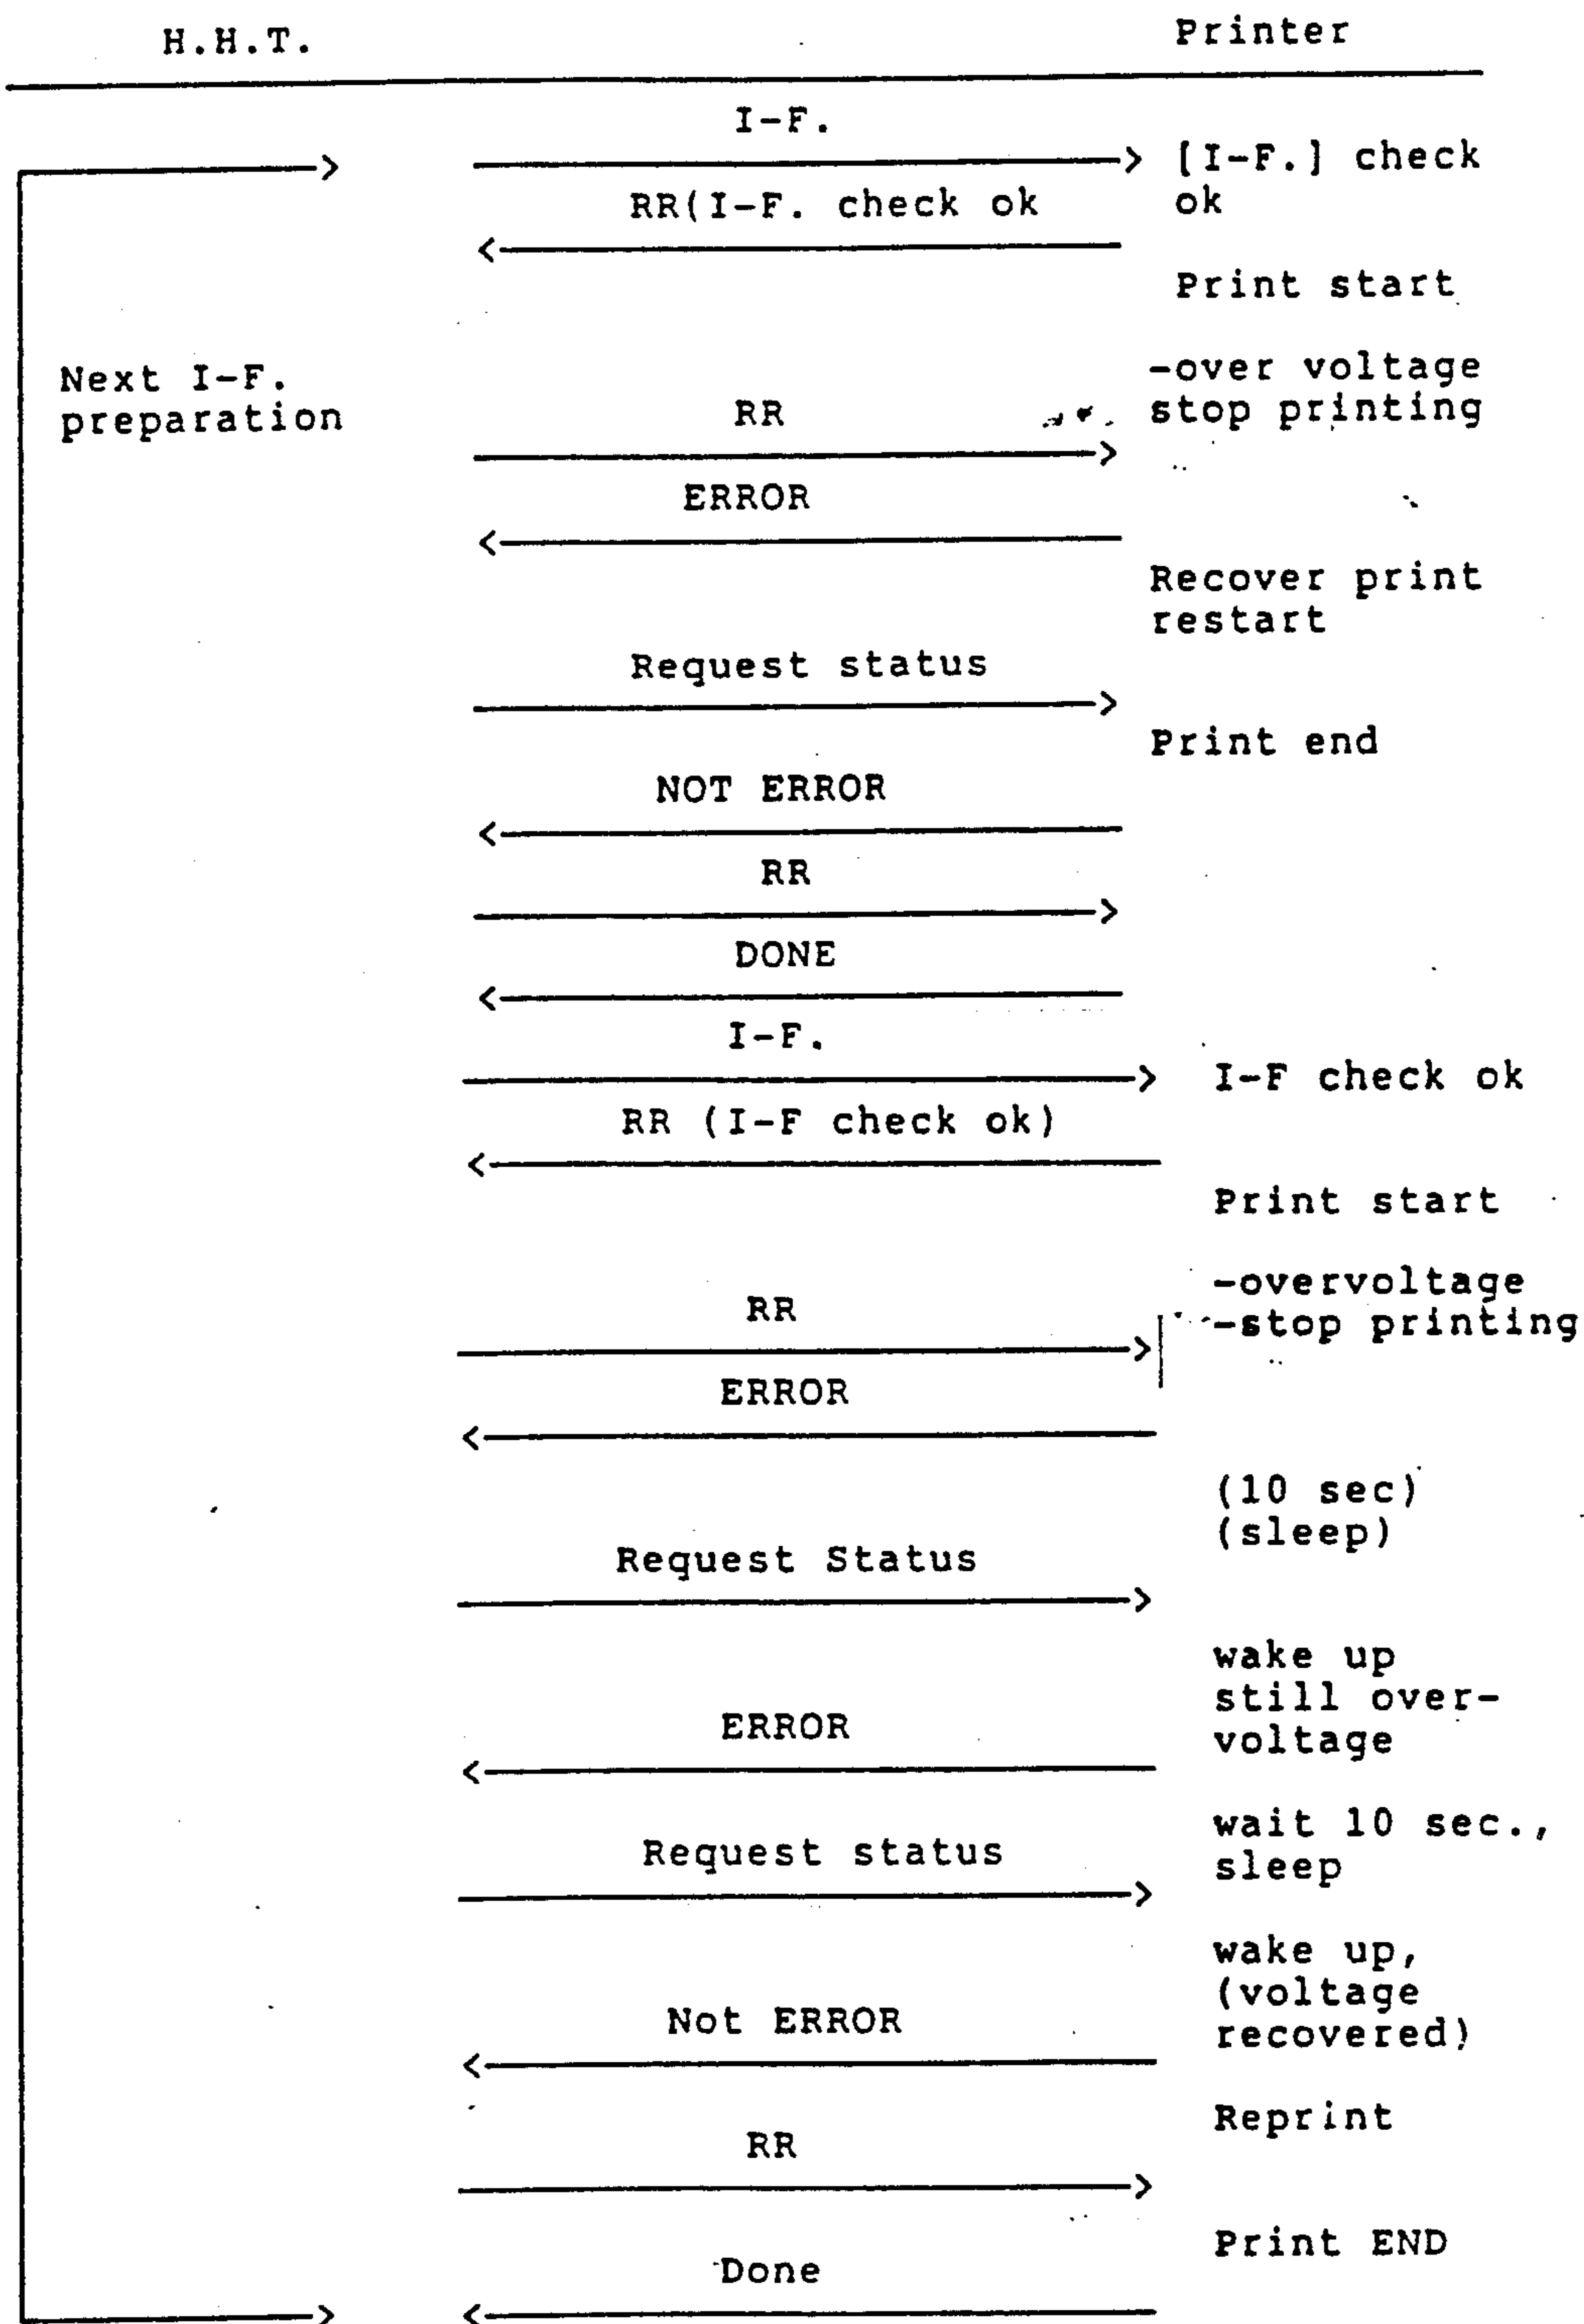 H.H.T.
Printer
I-F.
[I-F.] check
ok
RR(I-F. check ok
Print start
Next I-F.
preparation
-over voltage
stop printing
RR
ERROR
Recover print
restart
Request status
Print end
NOT ERROR
RR
DONE
I-F.
I-F check ok
RR (I-F check ok)
Print start
-overvoltage
-stop printing
RR
ERROR
(10 sec)
(sleep)
Request Status
wake up
still over-
voltage
ERROR
wait 10 sec.,
sleep
Request status
wake up,
(voltage
recovered)
Not ERROR
Reprint
RR
Print END
Done